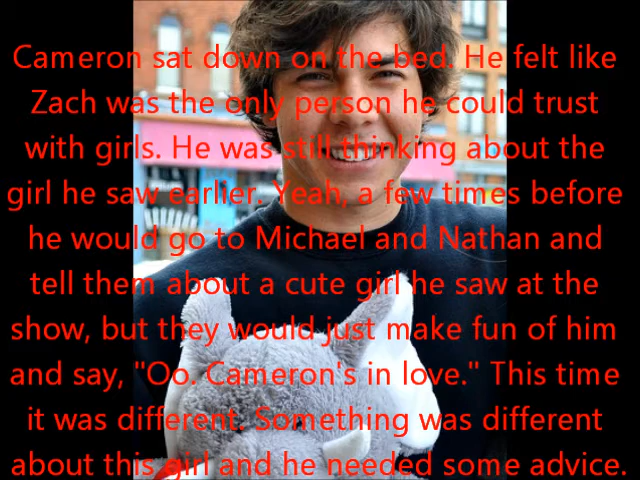 Cameron sat down on the bed. He felt like
Zach was the only person he could trust
with girls. He was still thinking about the
girl he saw earlier. Yeah, a few times before
he would go to Michael and Nathan and
tell them about a cute girl he saw at the
show, but they would just make fun of him
and say, "Oo. Cameron's in love." This time
it was different. Something was different
about this girl and he needed some advice.